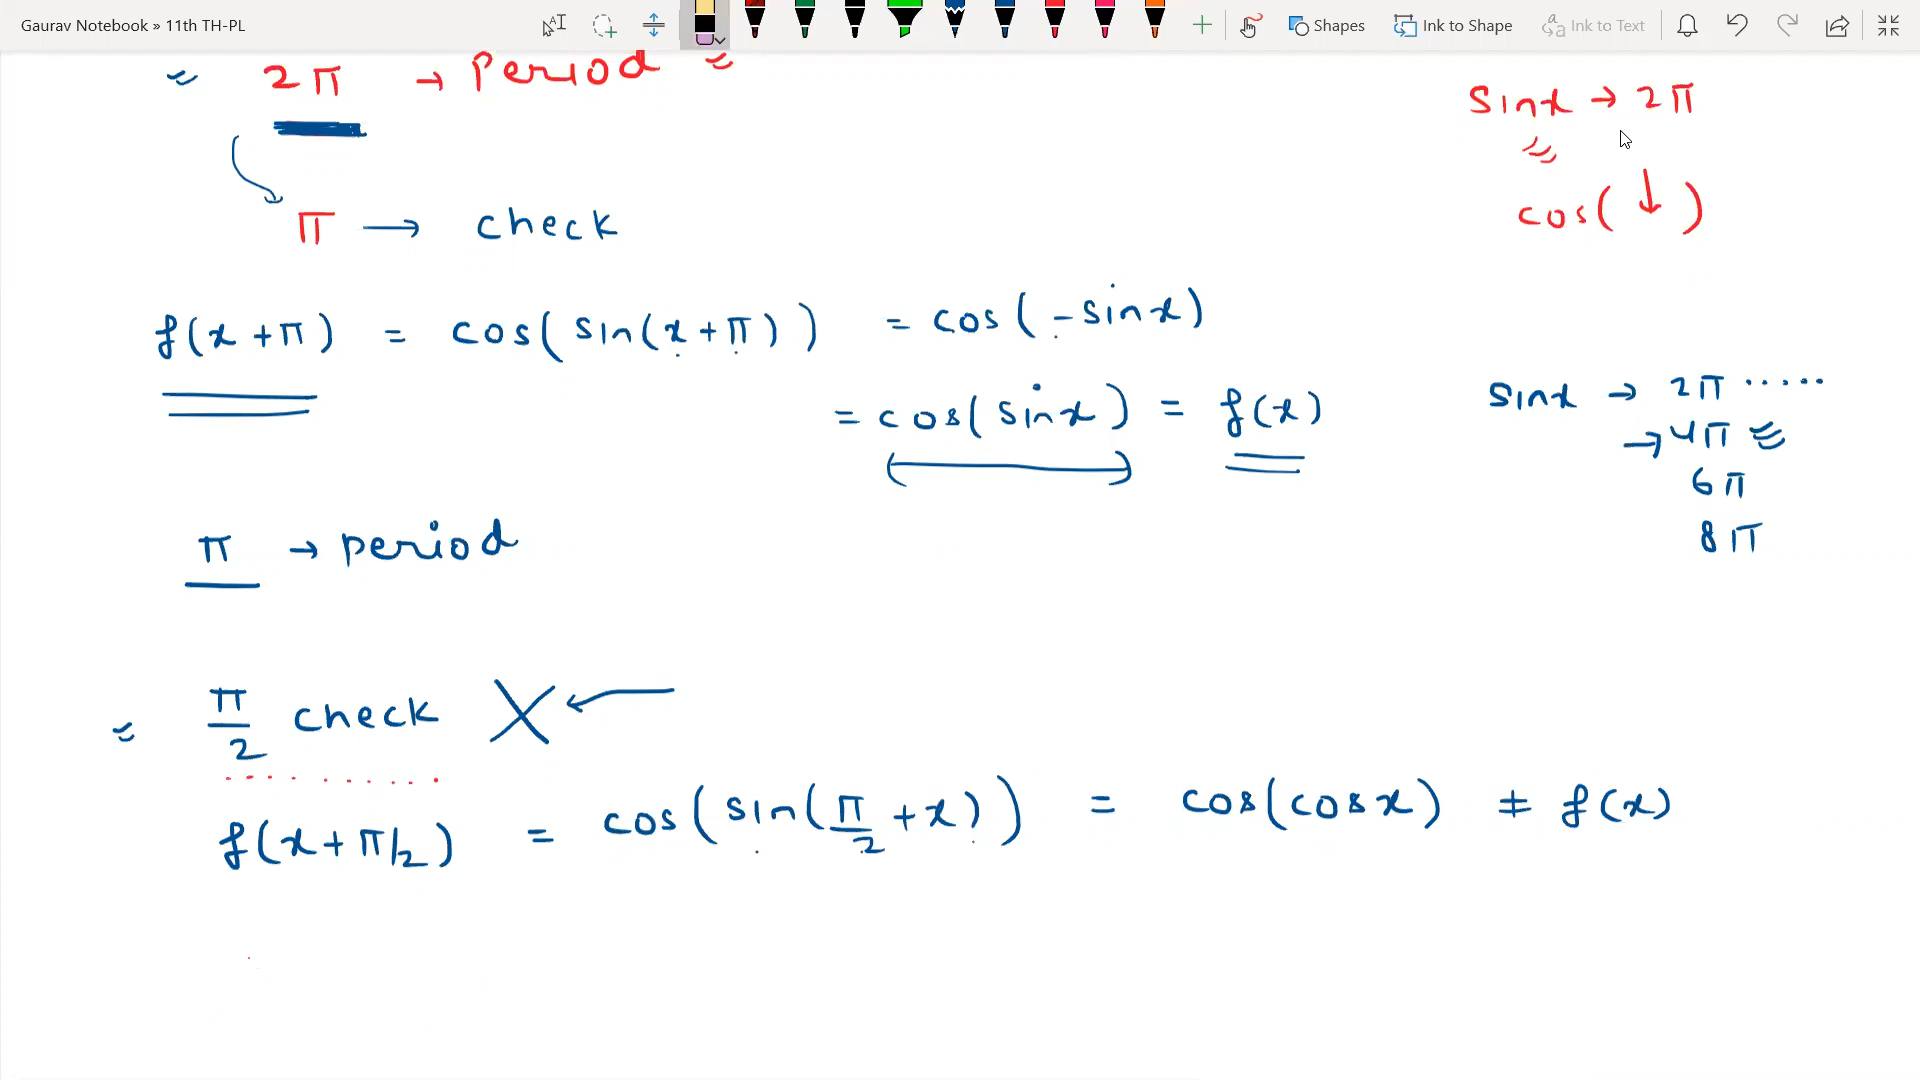 Gaurav Notebook » 11th TH-PL
Shapes
Ink to Shape
Ink to Text
2π → Period
sinx → 2π
cos( ↓ )
π → check
f(x+π) = cos(sin(x+π)) = cos(-sinx)
= cos(sinx) = f(x)
sinx → 2π .....
→ 4π
6π
8π
π → period
π/2 check X ←
f(x+π/2) = cos(sin(π/2+x)) = cos(cosx) ≠ f(x)